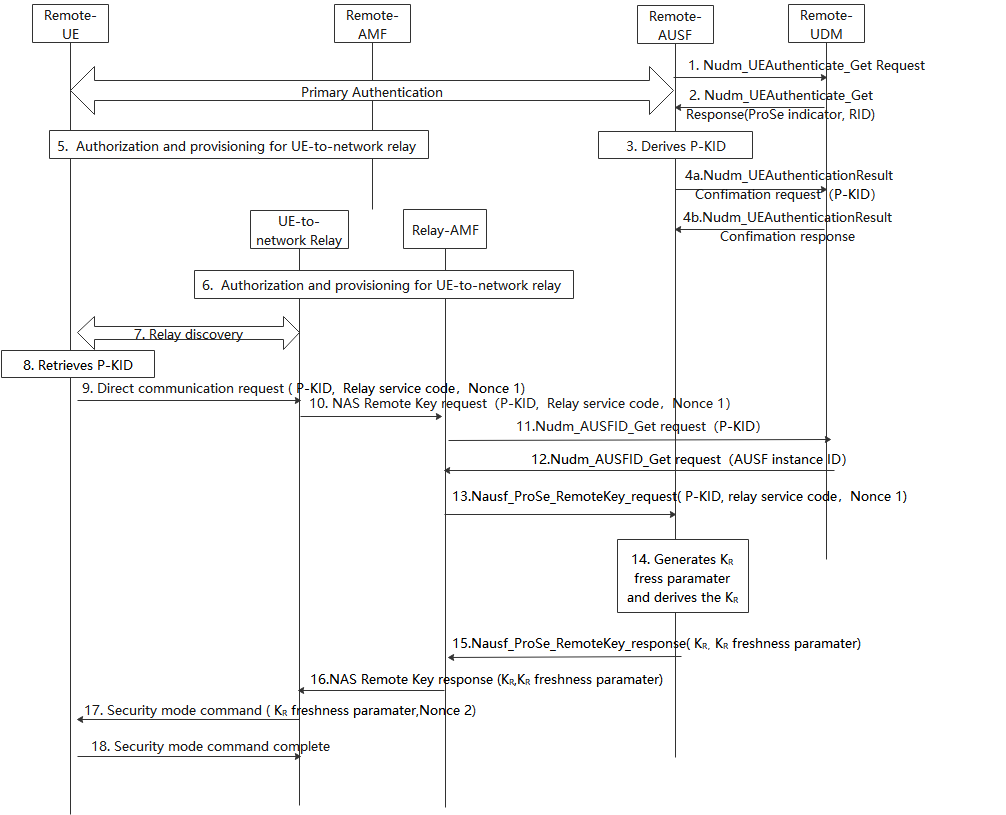 Remote-
UE
Remote-
AMF
Remote-
AUSF
Remote-
UDM
1. Nudm_UEAuthenticate_Get Request
Primary Authentication
2. Nudm_UEAuthenticate_Get
Response(ProSe indicator, RID)
5. Authorization and provisioning for UE-to-network relay
3. Derives P-KID
4a.Nudm_UEAuthenticationResult
Confimation request（P-KID）
4b.Nudm_UEAuthenticationResult
Confimation response
UE-to-
network Relay
Relay-AMF
6. Authorization and provisioning for UE-to-network relay
7. Relay discovery
8. Retrieves P-KID
9. Direct communication request ( P-KID, Relay service code，Nonce 1）
10. NAS Remote Key request（P-KID, Relay service code，Nonce 1）
11.Nudm_AUSFID_Get request（P-KID）
12.Nudm_AUSFID_Get request（AUSF instance ID）
13.Nausf_ProSe_RemoteKey_request( P-KID, relay service code，Nonce 1)
14. Generates KR
fress paramater
and derives the KR
15.Nausf_ProSe_RemoteKey_response( KR, KR freshness paramater)
16.NAS Remote Key response (KR,KR freshness paramater)
17. Security mode command ( KR freshness paramater,Nonce 2)
18. Security mode command complete